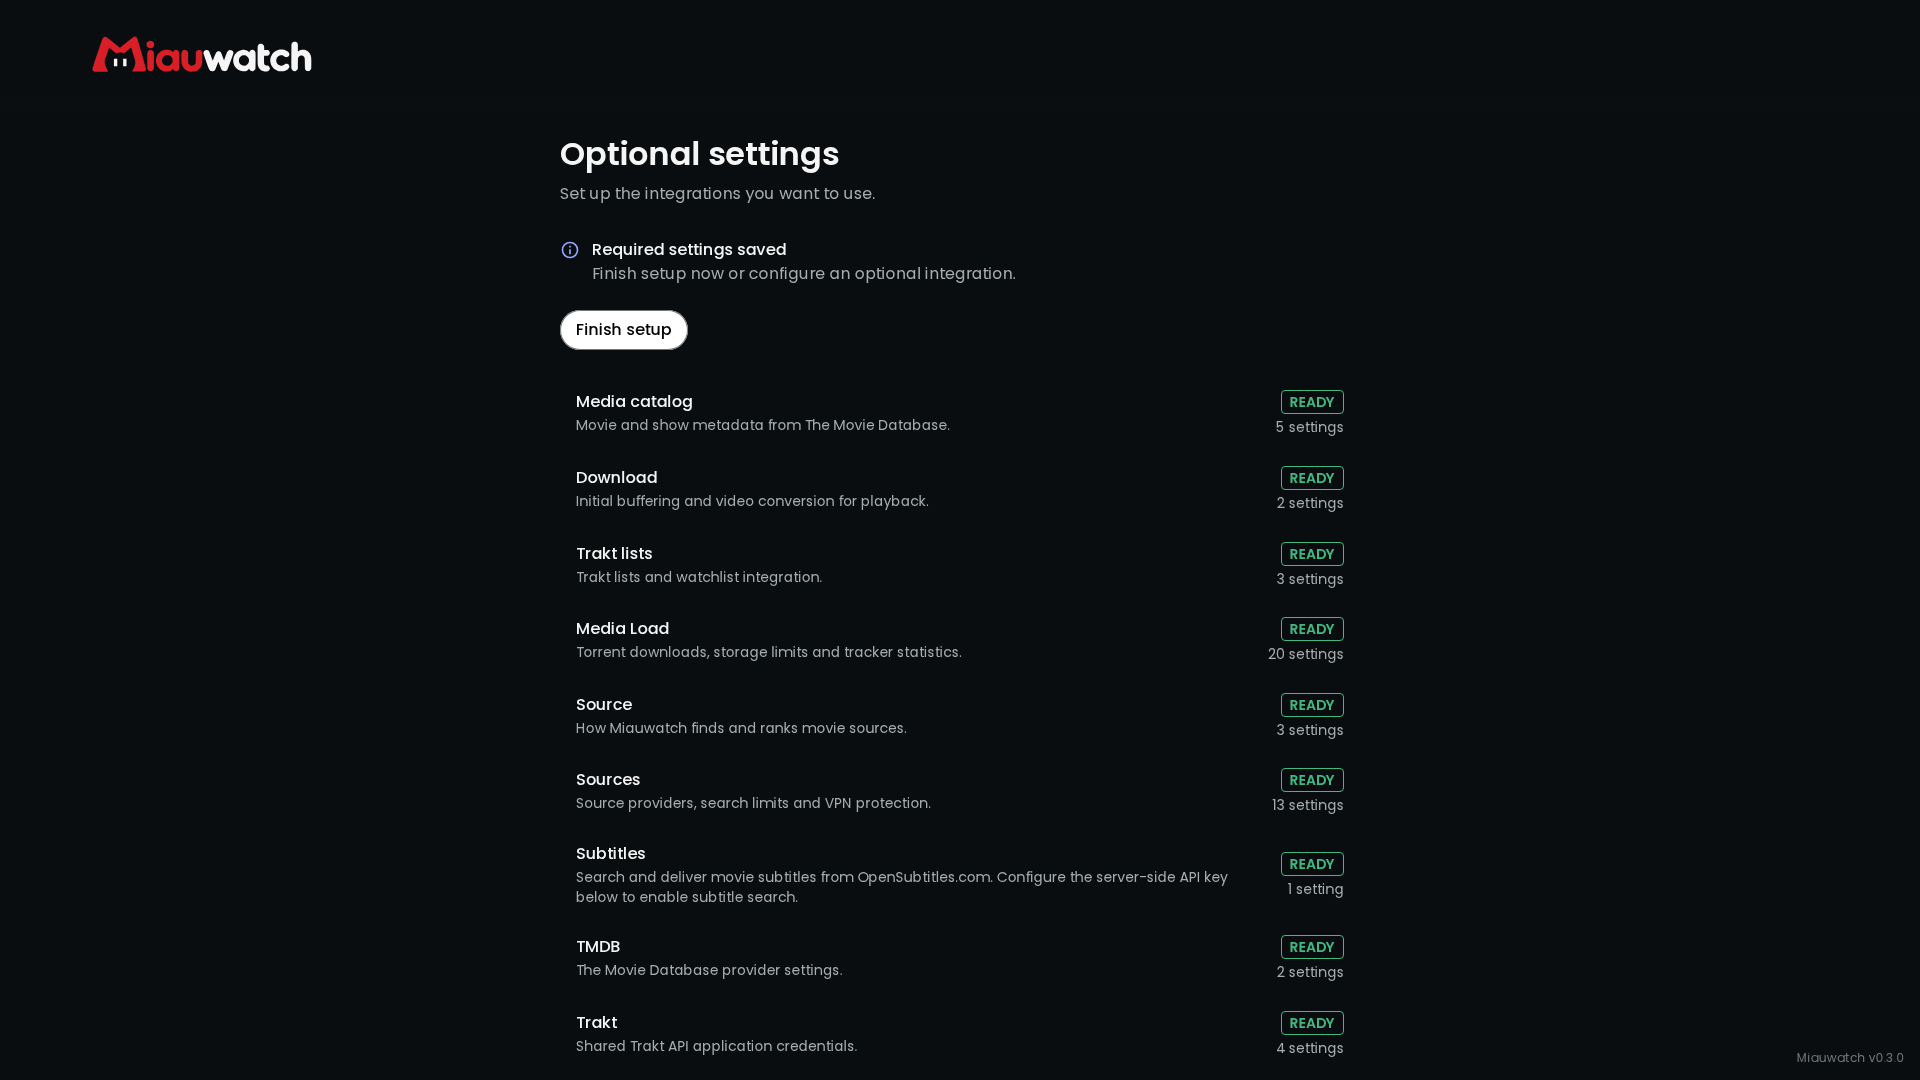 Miauwatch
Optional settings
Set up the integrations you want to use.
Required settings saved
Finish setup now or configure an optional integration.
Finish setup
Media catalog
Movie and show metadata from The Movie Database.
READY
5 settings
Download
Initial buffering and video conversion for playback.
READY
2 settings
Trakt lists
Trakt lists and watchlist integration.
READY
3 settings
Media Load
Torrent downloads, storage limits and tracker statistics.
READY
20 settings
Source
How Miauwatch finds and ranks movie sources.
READY
3 settings
Sources
Source providers, search limits and VPN protection.
READY
13 settings
Subtitles
Search and deliver movie subtitles from OpenSubtitles.com. Configure the server-side API key
below to enable subtitle search.
READY
1 setting
TMDB
The Movie Database provider settings.
READY
2 settings
Trakt
Shared Trakt API application credentials.
READY
4 settings
Miauwatch v0.3.0